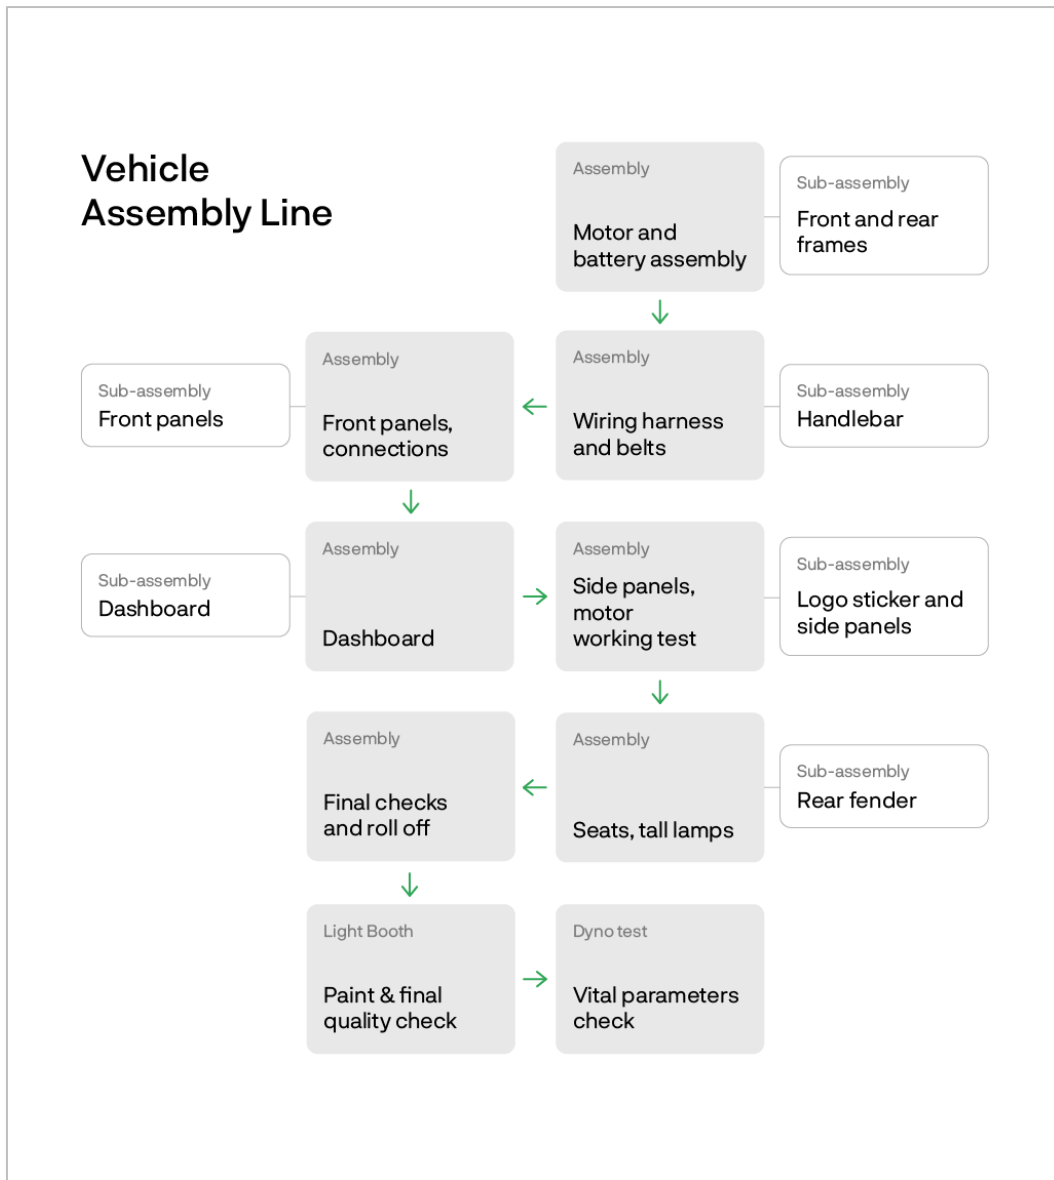 Vehicle
Assembly Line
Assembly
Motor and
battery assembly
Sub-assembly
Front and rear
frames
Sub-assembly
Front panels
Assembly
Front panels,
connections
Assembly
Wiring harness
and belts
Sub-assembly
Handlebar
Sub-assembly
Dashboard
Assembly
Dashboard
Assembly
Side panels,
motor
working test
Sub-assembly
Logo sticker and
side panels
Assembly
Final checks
and roll off
Assembly
Seats, tall lamps
Sub-assembly
Rear fender
Light Booth
Paint & final
quality check
Dyno test
Vital parameters
check